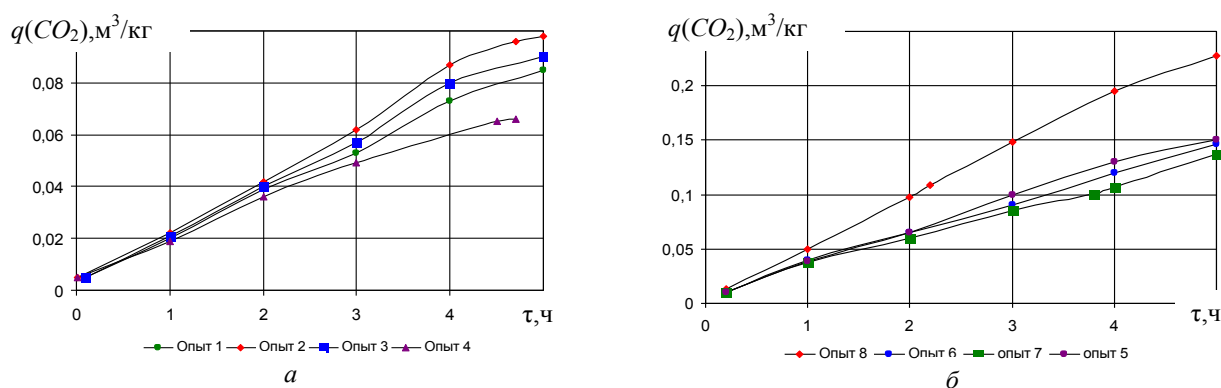 q(CO₂),м³/кг
0,08
0,06
0,04
0,02
0
0 1 2 3 4 τ,ч
Опыт 1 Опыт 2 Опыт 3 Опыт 4
а
q(CO₂),м³/кг
0,2
0,15
0,1
0,05
0
0 1 2 3 4 τ,ч
Опыт 8 Опыт 6 опыт 7 опыт 5
б